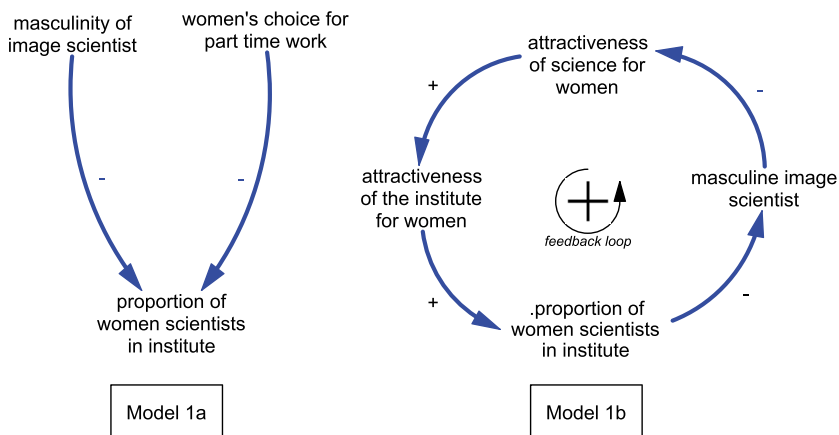 masculinity of
image scientist
women's choice for
part time work
-
-
proportion of
women scientists
in institute
Model 1a
attractiveness
of science for
women
+
-
attractiveness
of the institute
for women
masculine image
scientist
+
feedback loop
+
-
.proportion of
women scientists
in institute
Model 1b